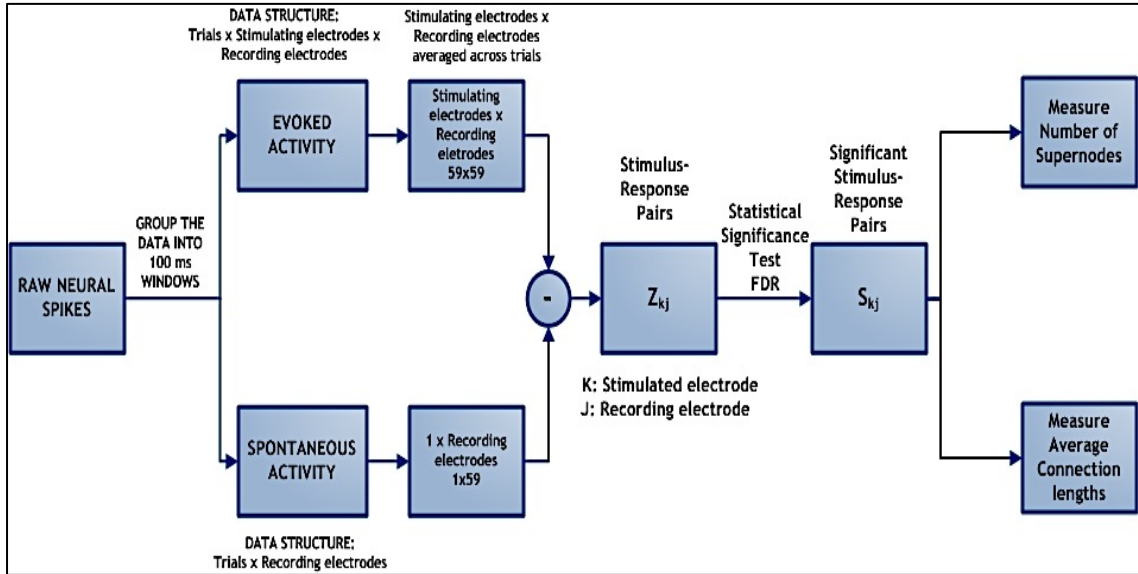 DATA STRUCTURE:
Trials x Stimulating electrodes x
Recording electrodes
Stimulating electrodes x
Recording electrodes
averaged across trials
EVOKED
ACTIVITY
Stimulating
electrodes x
Recording
eletrodes
59x59
Measure
Number of
Supernodes
RAW NEURAL
SPIKES
GROUP THE
DATA INTO
100 ms
WINDOWS
-
Stimulus-
Response
Pairs
Zkj
Statistical
Significance
Test
FDR
Significant
Stimulus-
Response
Pairs
Skj
K: Stimulated electrode
J: Recording electrode
SPONTANEOUS
ACTIVITY
1 x Recording
electrodes
1x59
Measure
Average
Connection
lengths
DATA STRUCTURE:
Trials x Recording electrodes